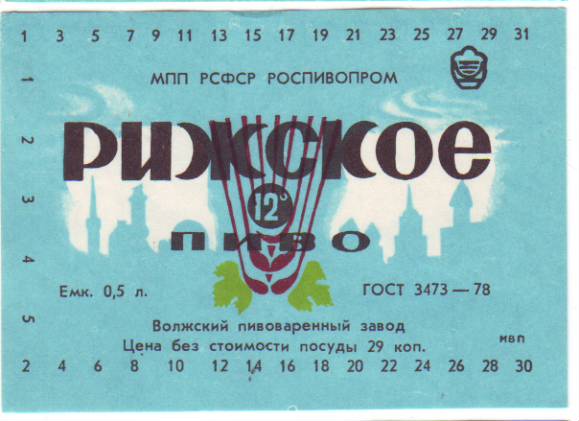 1 3 5 7 9 11 13 15 17 19 21 23 25 27 29 31
МПП РСФСР РОСПИВОПРОМ
1
2
3
4
5
РИЖСКОЕ
12°
ПИВО
Емк. 0,5 л.
ГОСТ 3473 — 78
Волжский пивоваренный завод
Цена без стоимости посуды 29 коп.
МВП
2 4 6 8 10 12 14 16 18 20 22 24 26 28 30